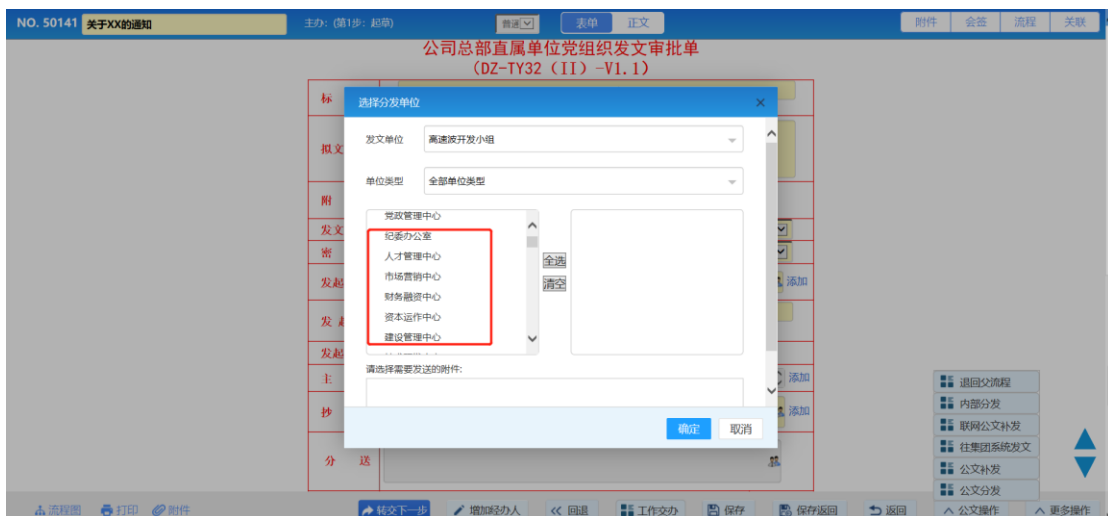 NO. 50141 关于XX的通知 主办: (第1步: 起草) 普通 表单 正文 附件 会签 流程 关联
公司总部直属单位党组织发文审批单
（DZ-TY32（II）-V1.1）
标
选择分发单位 ×
发文单位 高速波开发小组
拟文
单位类型 全部单位类型
附
党政管理中心
发文
纪委办公室
密
人才管理中心
全选
市场营销中心
发起 添加
清空
财务融资中心
资本运作中心
发
建设管理中心
发起
请选择需要发送的附件:
主 添加
退回父流程
内部分发
抄 添加
确定 取消
联网公文补发
往集团系统发文
分 送
公文补发
公文分发
流程图 打印 附件 转交下一步 增加经办人 << 回退 工作交办 保存 保存返回 返回 公文操作 更多操作